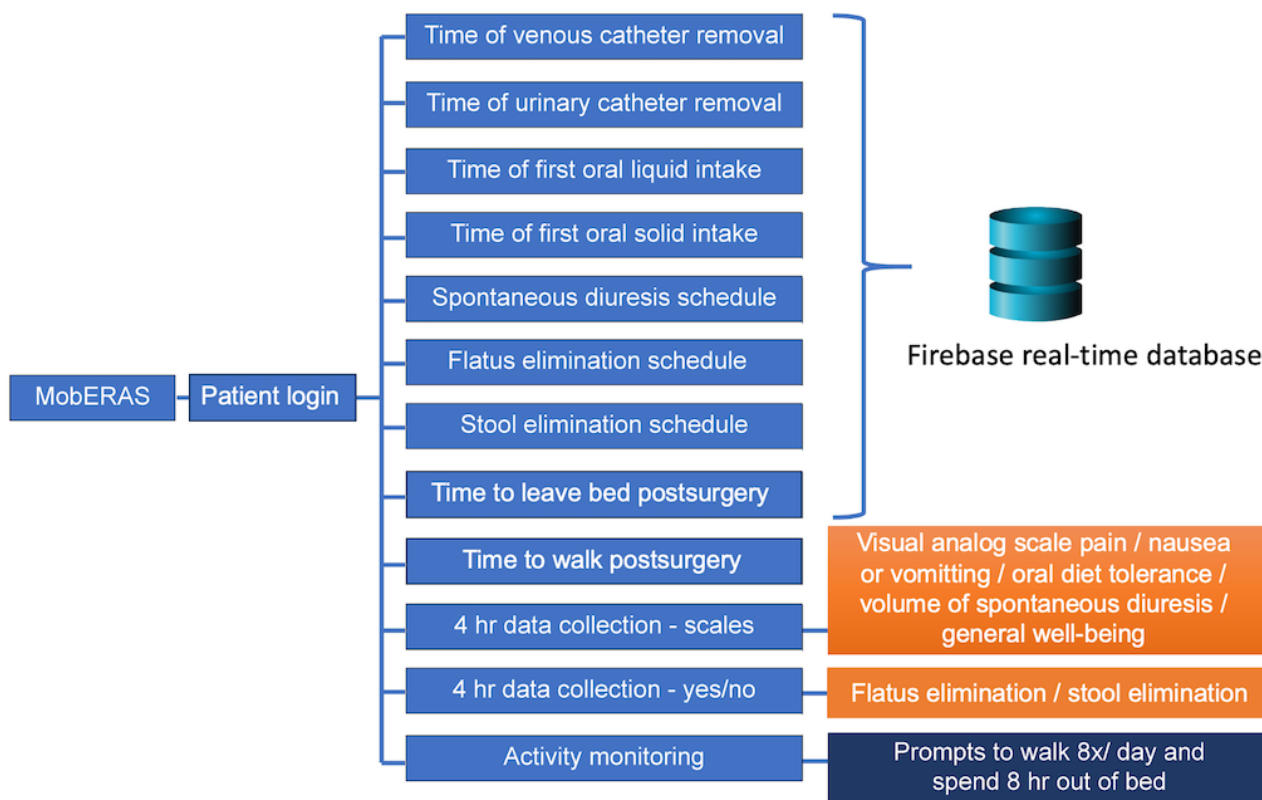 MobERAS
Patient login
Time of venous catheter removal
Time of urinary catheter removal
Time of first oral liquid intake
Time of first oral solid intake
Spontaneous diuresis schedule
Flatus elimination schedule
Stool elimination schedule
Time to leave bed postsurgery
Time to walk postsurgery
4 hr data collection - scales
4 hr data collection - yes/no
Activity monitoring
Firebase real-time database
Visual analog scale pain / nausea
or vomitting / oral diet tolerance /
volume of spontaneous diuresis /
general well-being
Flatus elimination / stool elimination
Prompts to walk 8x/ day and
spend 8 hr out of bed